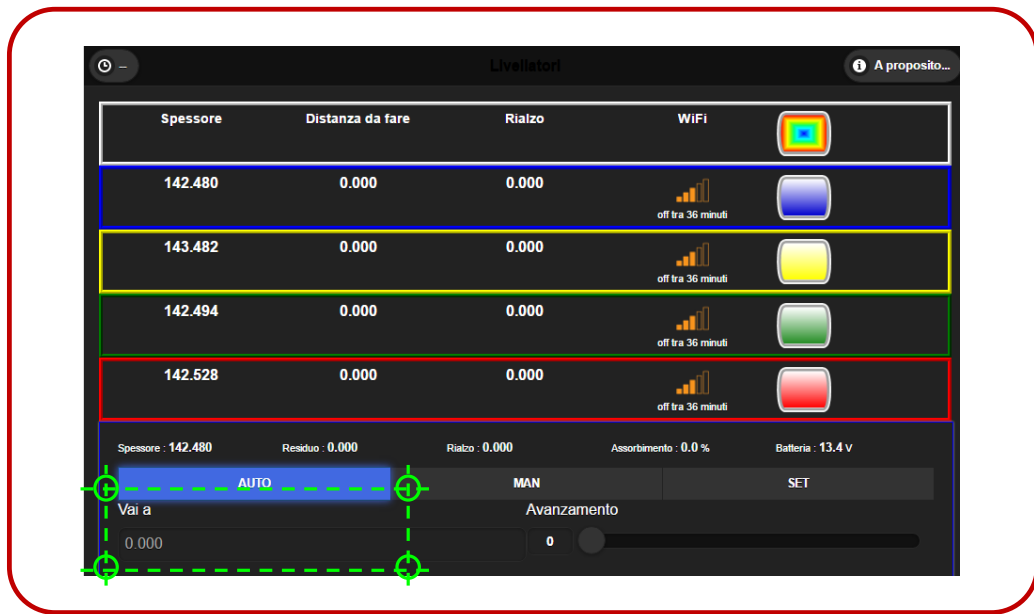 – Livellatori A proposito...
Spessore Distanza da fare Rialzo WiFi
142.480 0.000 0.000
off tra 36 minuti
143.482 0.000 0.000
off tra 36 minuti
142.494 0.000 0.000
off tra 36 minuti
142.528 0.000 0.000
off tra 36 minuti
Spessore : 142.480 Residuo : 0.000 Rialzo : 0.000 Assorbimento : 0.0 % Batteria : 13.4 V
AUTO MAN SET
Vai a Avanzamento
0.000 0